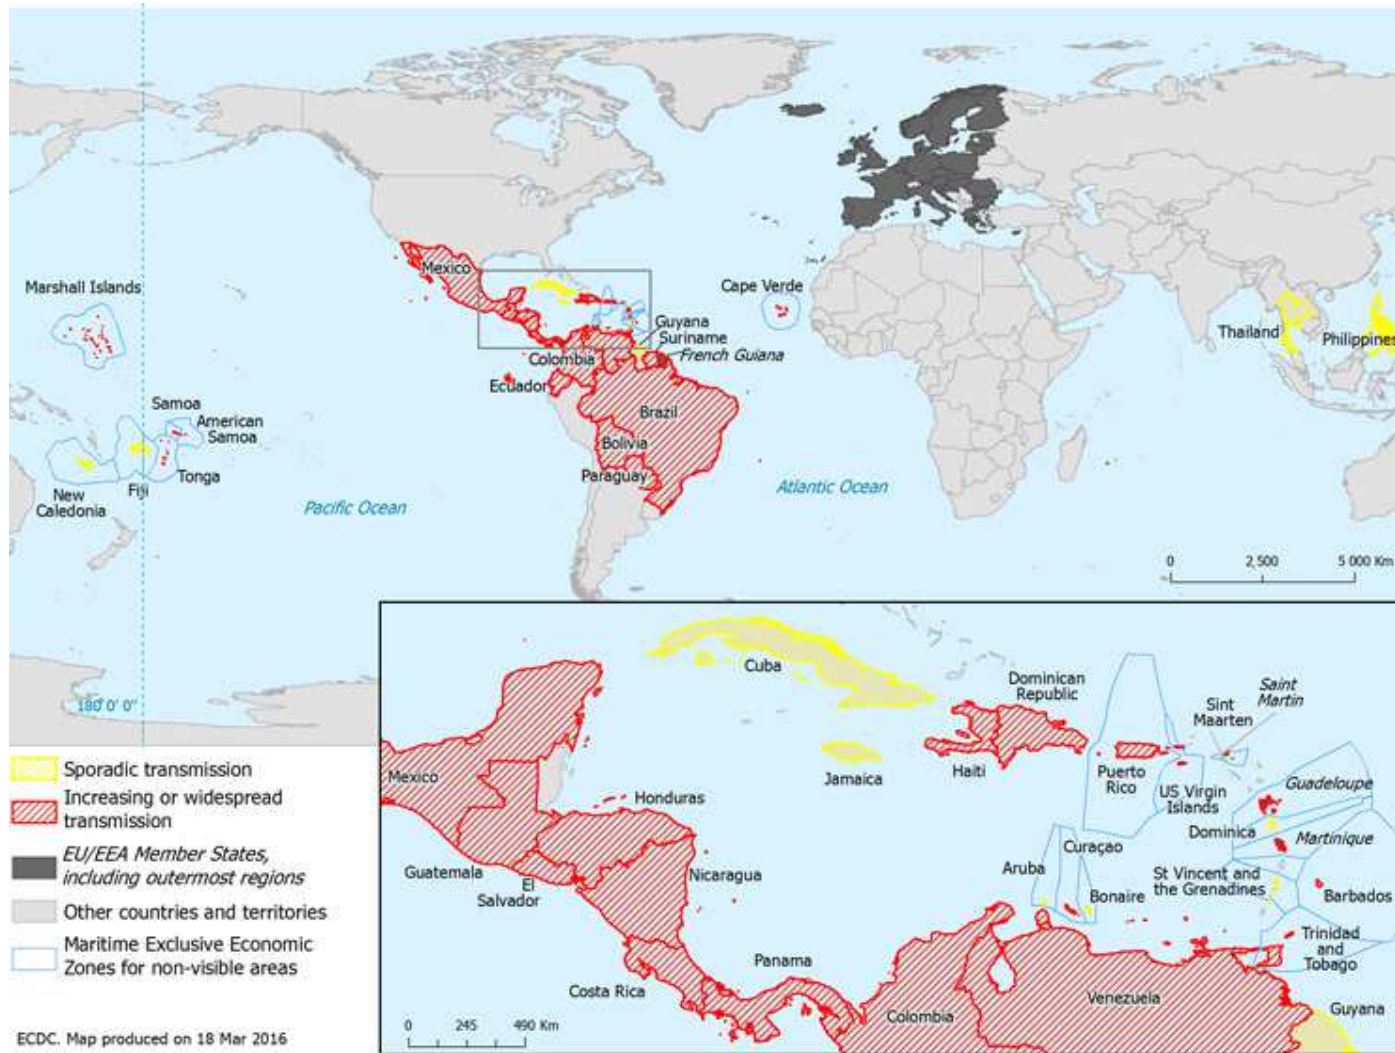 Mexico
Marshall Islands
Cape Verde
Guyana
Suriname
French Guiana
Thailand
Philippines
Colombia
Ecuador
Brazil
Samoa
American
Samoa
Bolivia
Paraguay
Tonga
Fiji
New
Caledonia
Pacific Ocean
Atlantic Ocean
0 2,500 5 000 Km
180°0' 0"
Cuba
Dominican
Republic
Saint
Martin
Sint
Maarten
Mexico
Jamaica
Haiti
Puerto
Rico
US Virgin
Islands
Guadeloupe
Honduras
Dominica
Martinique
Curaçao
Aruba
Bonaire
St Vincent and
the Grenadines
Barbados
Guatemala
El
Salvador
Nicaragua
Trinidad
and
Tobago
Panama
Costa Rica
Venezuela
Colombia
Guyana
0 245 490 Km
Sporadic transmission
Increasing or widespread
transmission
EU/EEA Member States,
including outermost regions
Other countries and territories
Maritime Exclusive Economic
Zones for non-visible areas
ECDC. Map produced on 18 Mar 2016